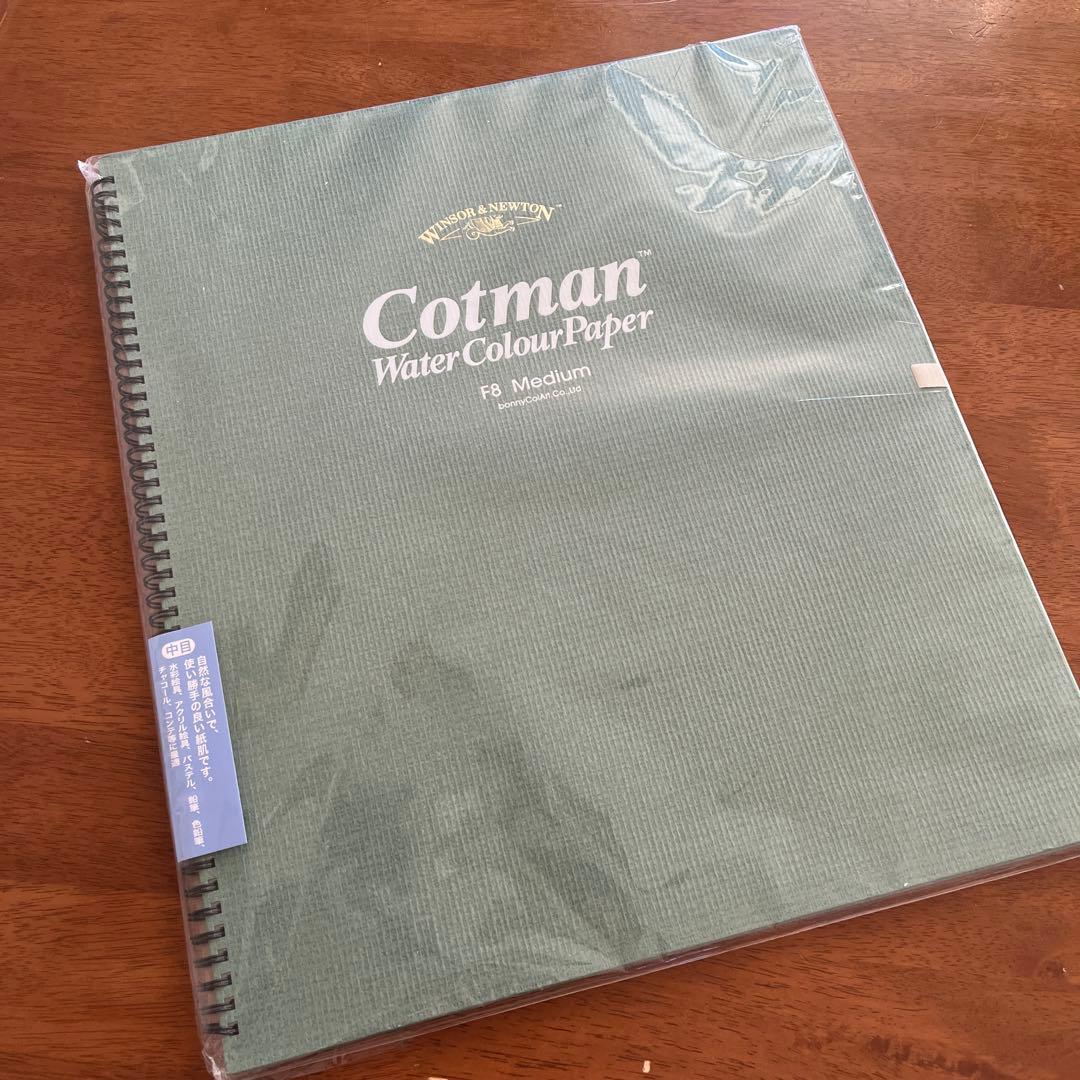 WINSOR & NEWTON™
Cotman™
Water Colour Paper
F8 Medium
bonnyColArt Co.,Ltd
中目
自然な風合いで、
使い勝手の良い紙肌です。
水彩絵具、アクリル絵具、パステル、鉛筆、色鉛筆、
チャコール、コンテ等に最適